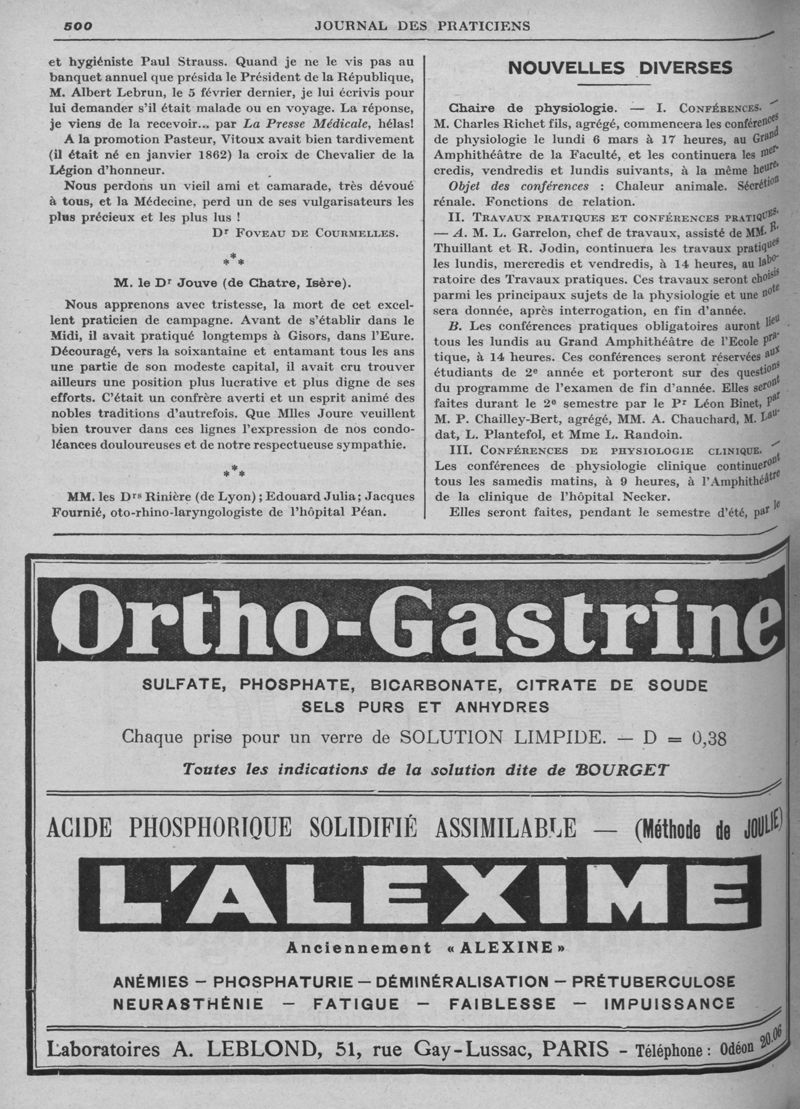 500
JOURNAL DES PRATICIENS
et hygiéniste Paul Strauss. Quand je ne le vis pas au
banquet annuel que présida le Président de la République,
M. Albert Lebrun, le 5 février dernier, je lui écrivis pour
lui demander s'il était malade ou en voyage. La réponse,
je viens de la recevoir... par La Presse Médicale, hélas!
A la promotion Pasteur, Vitoux avait bien tardivement
(il était né en janvier 1862) la croix de Chevalier de la
Légion d'honneur.
Nous perdons un vieil ami et camarade, très dévoué
à tous, et la Médecine, perd un de ses vulgarisateurs les
plus précieux et les plus lus !
Dr FOVEAU DE COURMELLES.
***
M. le Dr Jouve (de Chatre, Isère).
Nous apprenons avec tristesse, la mort de cet excel-
lent praticien de campagne. Avant de s'établir dans le
Midi, il avait pratiqué longtemps à Gisors, dans l'Eure.
Découragé, vers la soixantaine et entamant tous les ans
une partie de son modeste capital, il avait cru trouver
ailleurs une position plus lucrative et plus digne de ses
efforts. C'était un confrère averti et un esprit animé des
nobles traditions d'autrefois. Que Mlles Joure veuillent
bien trouver dans ces lignes l'expression de nos condo-
léances douloureuses et de notre respectueuse sympathie.
***
MM. les Drs Rinière (de Lyon) ; Edouard Julia ; Jacques
Fournié, oto-rhino-laryngologiste de l'hôpital Péan.
NOUVELLES DIVERSES
Chaire de physiologie. — I. CONFÉRENCES. —
M. Charles Richet fils, agrégé, commencera les conférences
de physiologie le lundi 6 mars à 17 heures, au Grand
Amphithéâtre de la Faculté, et les continuera les mer-
credis, vendredis et lundis suivants, à la même heure.
Objet des conférences : Chaleur animale. Sécrétion
rénale. Fonctions de relation.
II. TRAVAUX PRATIQUES ET CONFÉRENCES PRATIQUES.
— A. M. L. Garrelon, chef de travaux, assisté de MM. R.
Thuillant et R. Jodin, continuera les travaux pratiques
les lundis, mercredis et vendredis, à 14 heures, au labo-
ratoire des Travaux pratiques. Ces travaux seront choisis
parmi les principaux sujets de la physiologie et une note
sera donnée, après interrogation, en fin d'année.
B. Les conférences pratiques obligatoires auront lieu
tous les lundis au Grand Amphithéâtre de l'Ecole pra-
tique, à 14 heures. Ces conférences seront réservées aux
étudiants de 2e année et porteront sur des questions
du programme de l'examen de fin d'année. Elles seront
faites durant le 2e semestre par le Pr Léon Binet, par
M. P. Chailley-Bert, agrégé, MM. A. Chauchard, M. Lau-
dat, L. Plantefol, et Mme L. Randoin.
III. CONFÉRENCES DE PHYSIOLOGIE CLINIQUE. —
Les conférences de physiologie clinique continueront
tous les samedis matins, à 9 heures, à l'Amphithéâtre
de la clinique de l'hôpital Necker.
Elles seront faites, pendant le semestre d'été, par le
Ortho-Gastrine
SULFATE, PHOSPHATE, BICARBONATE, CITRATE DE SOUDE
SELS PURS ET ANHYDRES
Chaque prise pour un verre de SOLUTION LIMPIDE. — D = 0,38
Toutes les indications de la solution dite de BOURGET
ACIDE PHOSPHORIQUE SOLIDIFIÉ ASSIMILABLE — (Méthode de JOULIE)
L'ALEXIME
Anciennement « ALEXINE »
ANÉMIES — PHOSPHATURIE — DÉMINÉRALISATION — PRÉTUBERCULOSE
NEURASTHÉNIE — FATIGUE — FAIBLESSE — IMPUISSANCE
Laboratoires A. LEBLOND, 51, rue Gay-Lussac, PARIS - Téléphone : Odéon 20.06